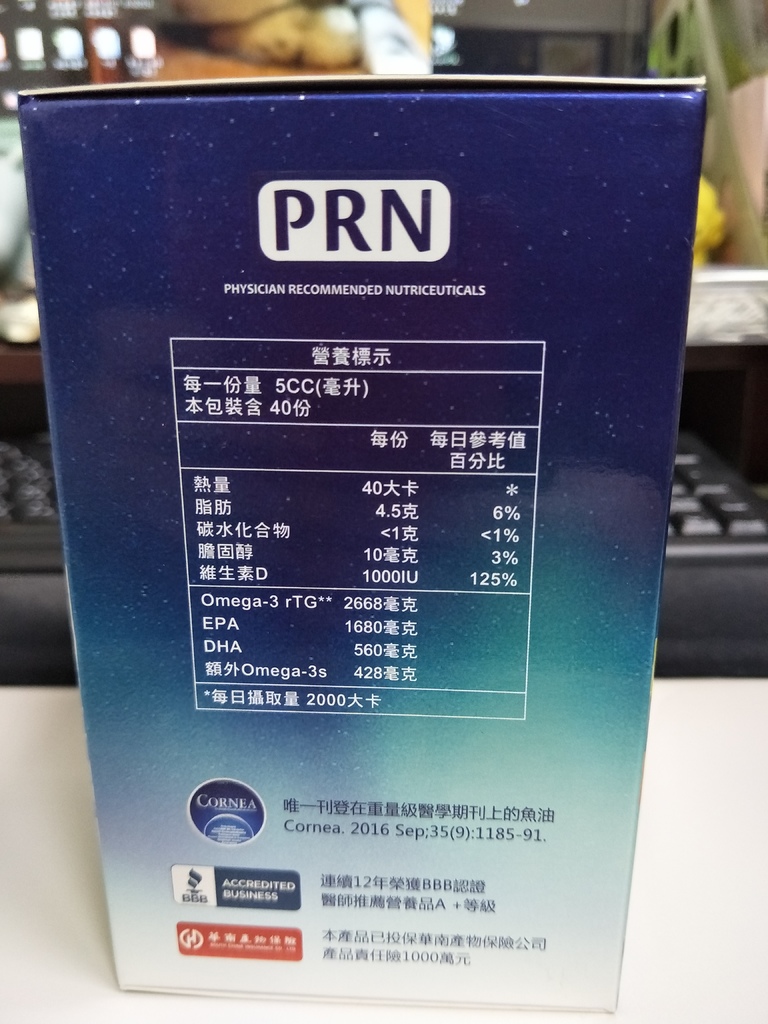 PRN
PHYSICIAN RECOMMENDED NUTRICEUTICALS
營養標示
每一份量 5CC(毫升)
本包裝含 40份
每份 每日參考值
百分比
熱量 40大卡 *
脂肪 4.5克 6%
碳水化合物 <1克 <1%
膽固醇 10毫克 3%
維生素D 1000IU 125%
Omega-3 rTG** 2668毫克
EPA 1680毫克
DHA 560毫克
額外Omega-3s 428毫克
*每日攝取量 2000大卡
CORNEA
唯一刊登在重量級醫學期刊上的魚油
Cornea. 2016 Sep;35(9):1185-91.
BBB
ACCREDITED
BUSINESS
連續12年榮獲BBB認證
醫師推薦營養品A +等級
華南產物保險
本產品已投保華南產物保險公司
產品責任險1000萬元